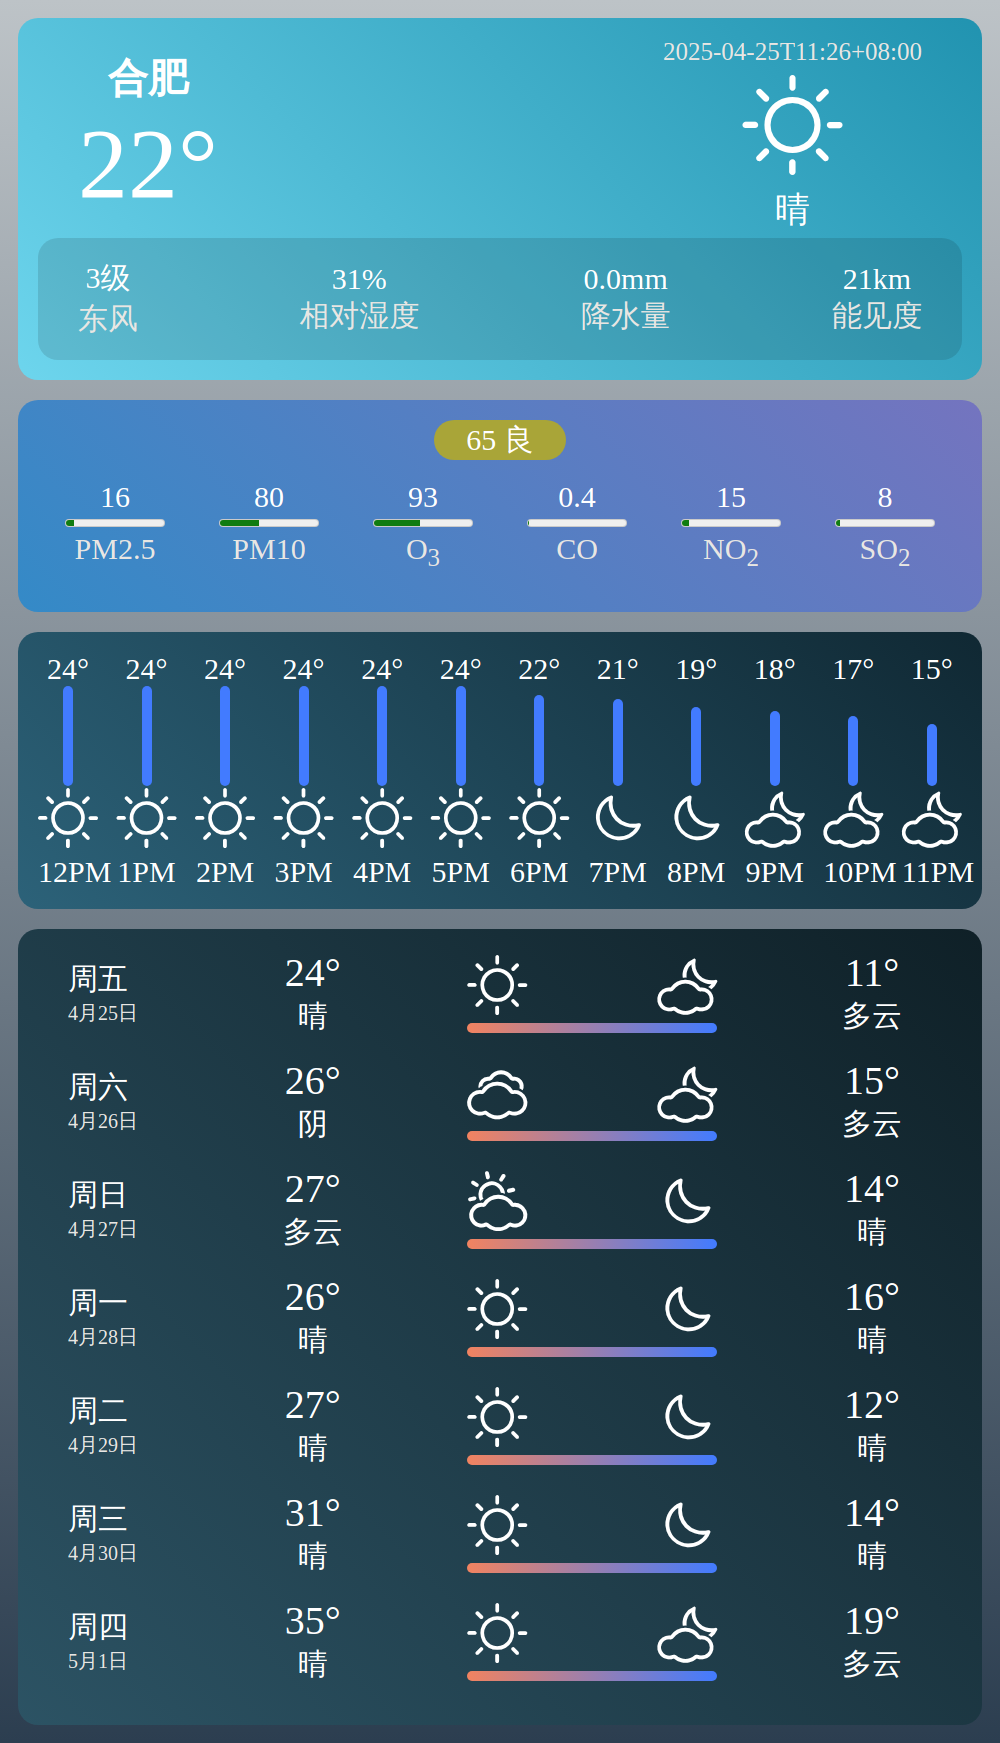 合肥
22°
2025-04-25T11:26+08:00
晴
3级 31% 0.0mm 21km
东风 相对湿度 降水量 能见度
65 良
16 80 93 0.4 15 8
PM2.5 PM10 O3 CO NO2 SO2
24° 24° 24° 24° 24° 24° 22° 21° 19° 18° 17° 15°
12PM 1PM 2PM 3PM 4PM 5PM 6PM 7PM 8PM 9PM 10PM 11PM
周五 24° 11°
4月25日 晴 多云
周六 26° 15°
4月26日 阴 多云
周日 27° 14°
4月27日 多云 晴
周一 26° 16°
4月28日 晴 晴
周二 27° 12°
4月29日 晴 晴
周三 31° 14°
4月30日 晴 晴
周四 35° 19°
5月1日 晴 多云